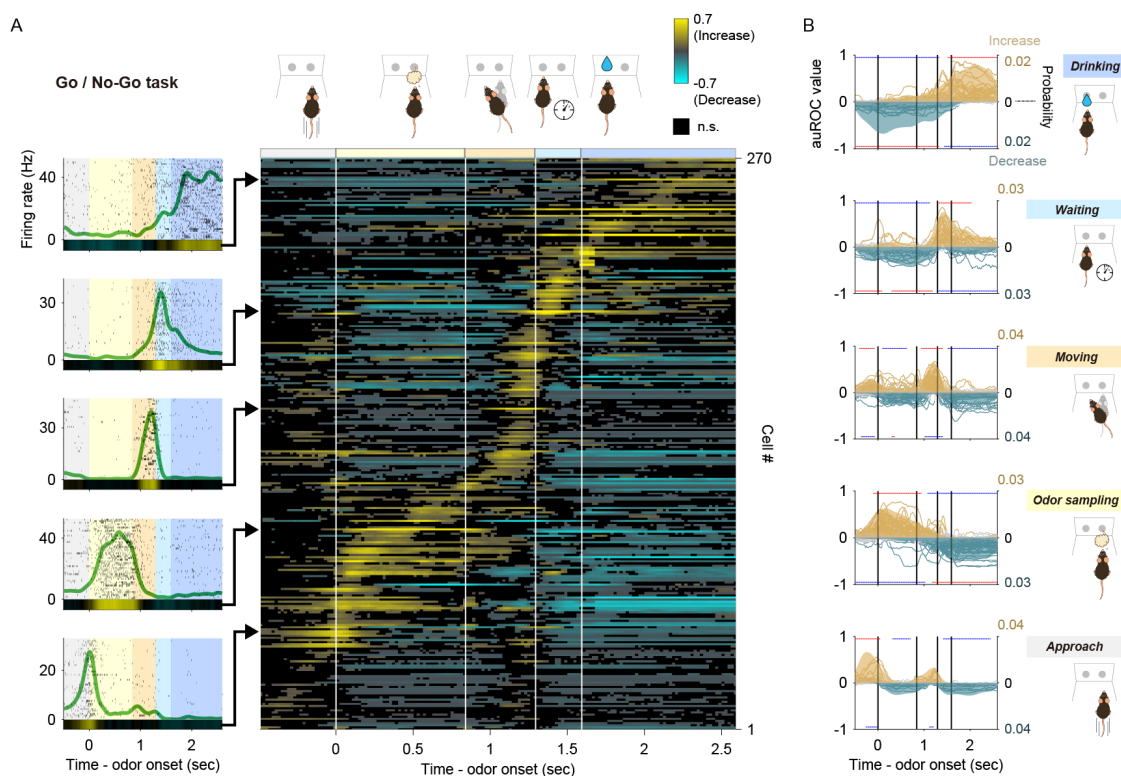 A
Go / No-Go task
0.7
(Increase)
-0.7
(Decrease)
n.s.
Firing rate (Hz)
40
0
30
0
30
0
40
0
20
0
0
1
2
Time - odor onset (sec)
270
Cell #
1
0
0.5
1
1.5
2
2.5
Time - odor onset (sec)
B
Increase
auROC value
1
0
-1
0.02
0
0.02
Probability
Drinking
Decrease
1
0
-1
0.03
0
0.03
Waiting
1
0
-1
0.04
0
0.04
Moving
1
0
-1
0.03
0
0.03
Odor sampling
1
0
-1
0.04
0
0.04
Approach
0
1
2
Time - odor onset (sec)